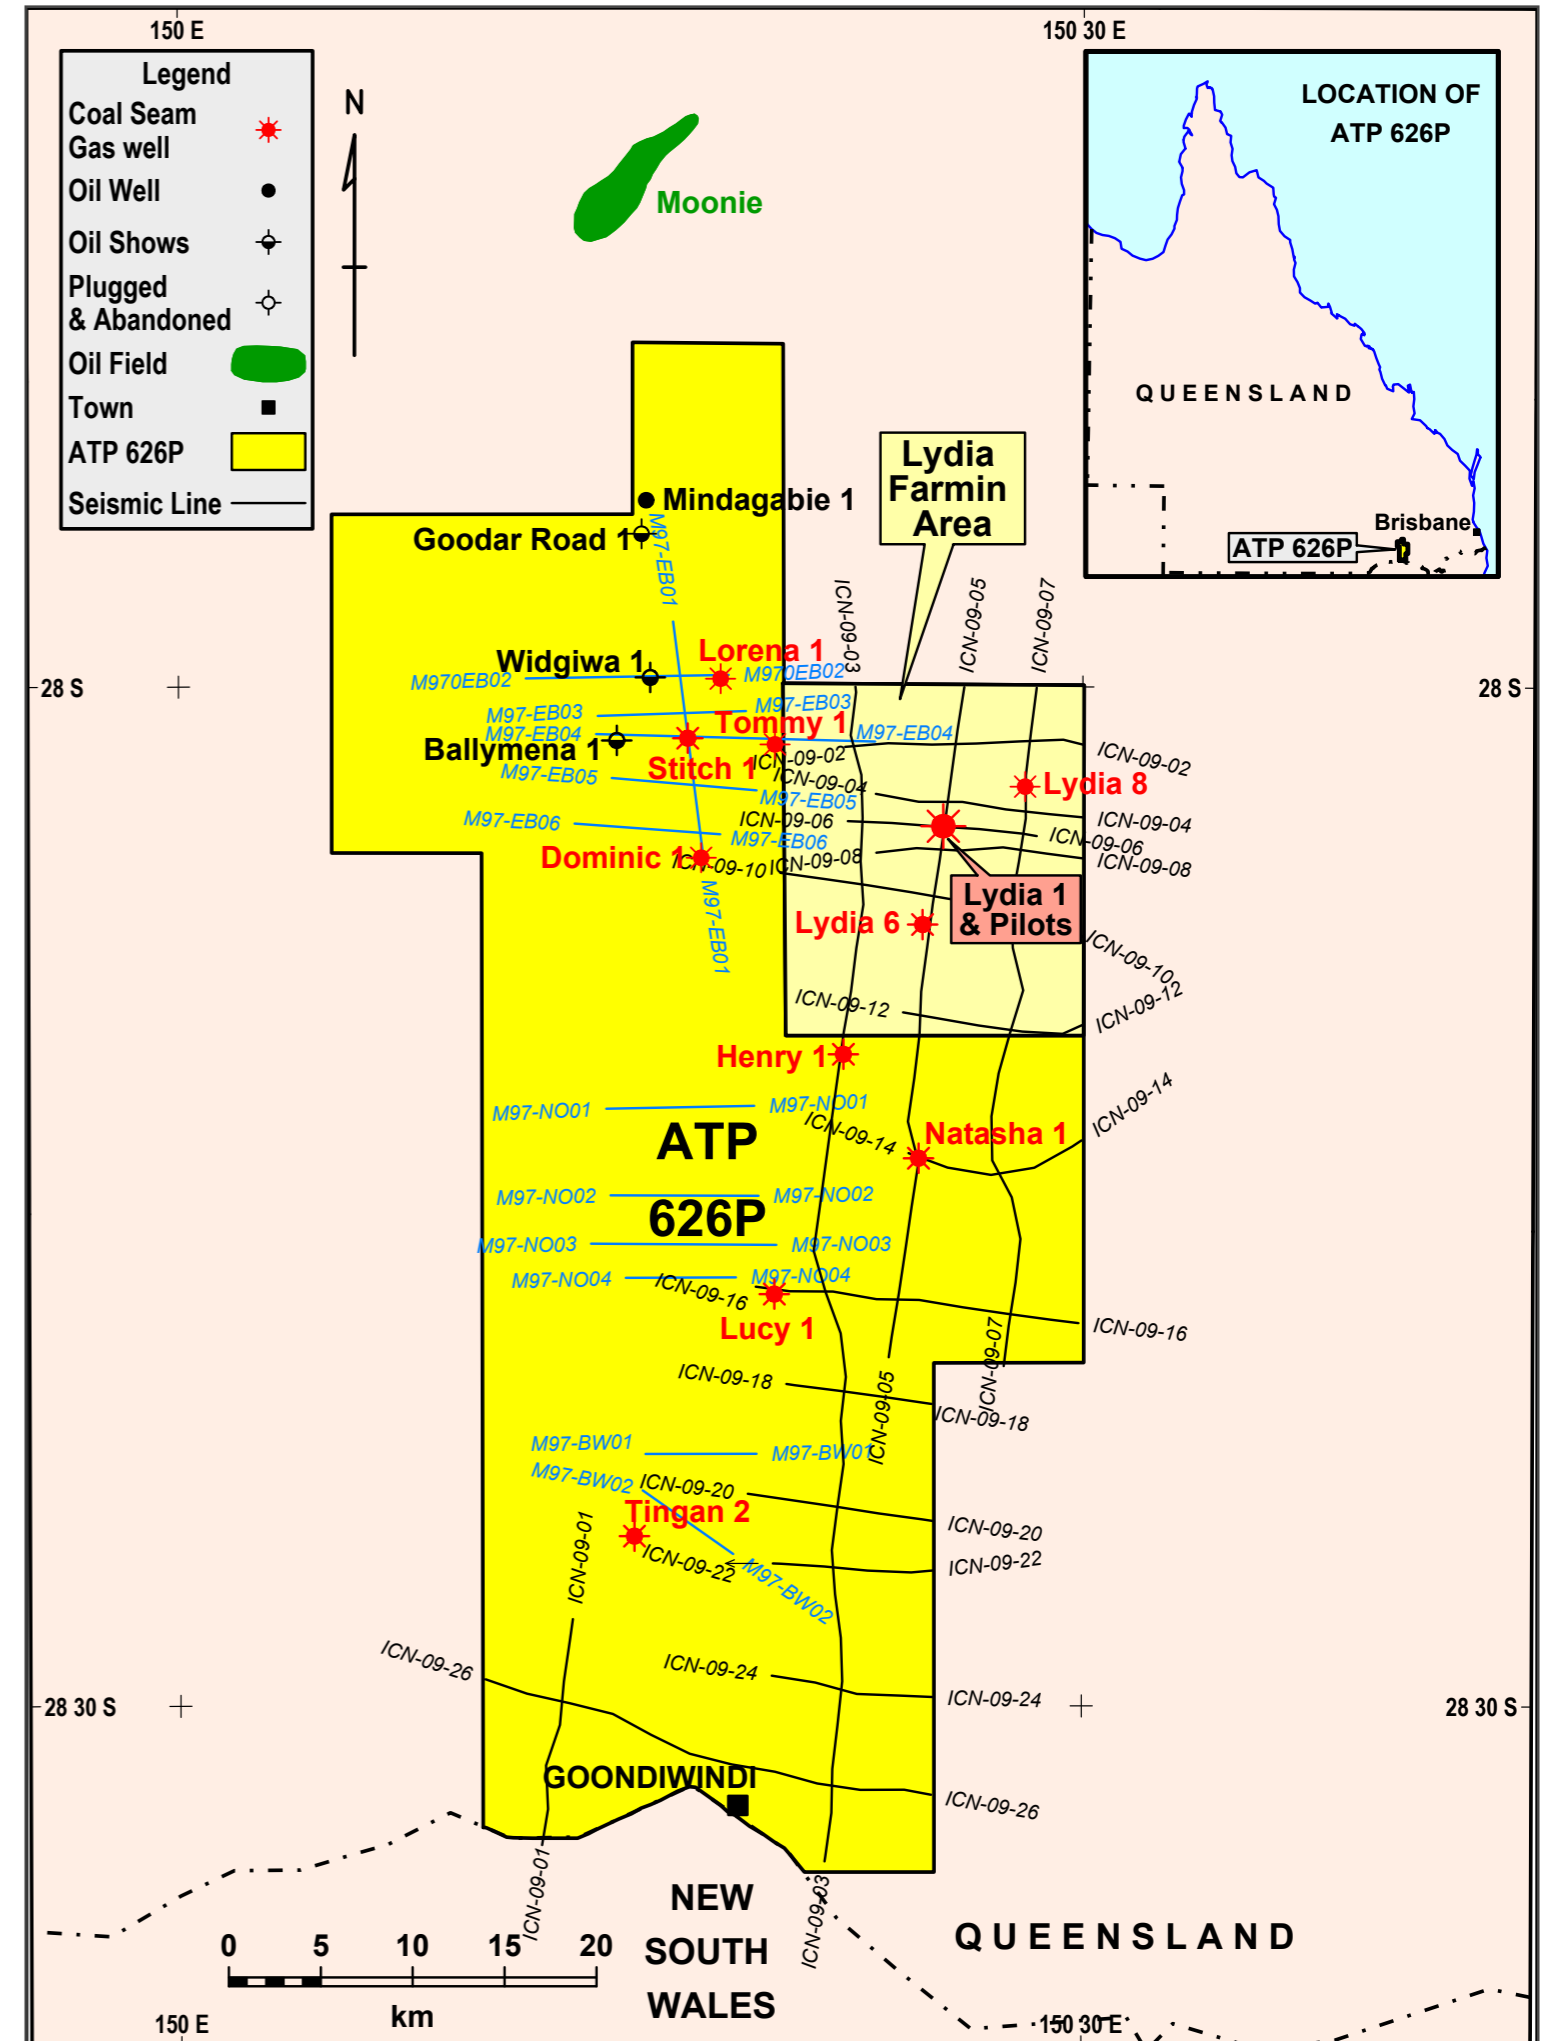 150 E
150 30 E
Legend
Coal Seam
Gas well
Oil Well
Oil Shows
Plugged
& Abandoned
Oil Field
Town
ATP 626P
Seismic Line
N
Moonie
LOCATION OF
ATP 626P
QUEENSLAND
Brisbane
ATP 626P
Lydia
Farmin
Area
Mindagabie 1
Goodar Road 1
M97-EB01
ICN-09-03
ICN-09-05
ICN-09-07
Widgiwa 1
Lorena 1
M970EB02
M970EB02
28 S
28 S
M97-EB03
M97-EB03
Tommy 1
M97-EB04
M97-EB04
Ballymena 1
Stitch 1
ICN-09-02
ICN-09-02
M97-EB05
M97-EB05
ICN-09-04
ICN-09-04
Lydia 8
M97-EB06
M97-EB06
ICN-09-06
ICN-09-06
Dominic 1
ICN-09-10
ICN-09-08
ICN-09-08
Lydia 1
& Pilots
Lydia 6
M97-EB01
ICN-09-10
ICN-09-12
ICN-09-12
Henry 1
M97-NO01
M97-NO01
ICN-09-14
ICN-09-14
Natasha 1
ATP
626P
M97-NO02
M97-NO02
M97-NO03
M97-NO03
M97-NO04
M97-NO04
ICN-09-16
ICN-09-16
Lucy 1
ICN-09-07
ICN-09-18
ICN-09-18
ICN-09-05
M97-BW01
M97-BW01
M97-BW02
ICN-09-20
ICN-09-20
Tingan 2
ICN-09-01
ICN-09-22
ICN-09-22
M97-BW02
ICN-09-26
ICN-09-24
ICN-09-24
28 30 S
28 30 S
GOONDIWINDI
ICN-09-26
ICN-09-01
ICN-09-03
NEW
SOUTH
WALES
QUEENSLAND
0 5 10 15 20
km
150 E
150 30 E